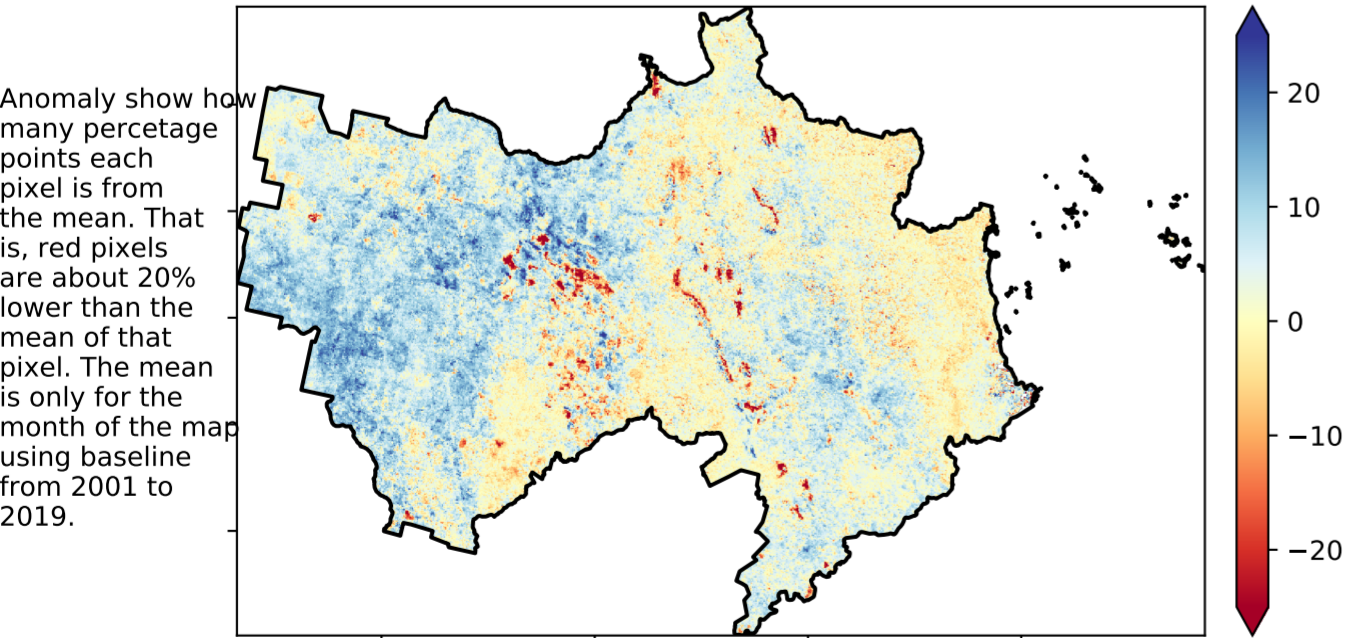 Anomaly show how
many percetage
points each
pixel is from
the mean. That
is, red pixels
are about 20%
lower than the
mean of that
pixel. The mean
is only for the
month of the map
using baseline
from 2001 to
2019.
20
10
0
−10
−20